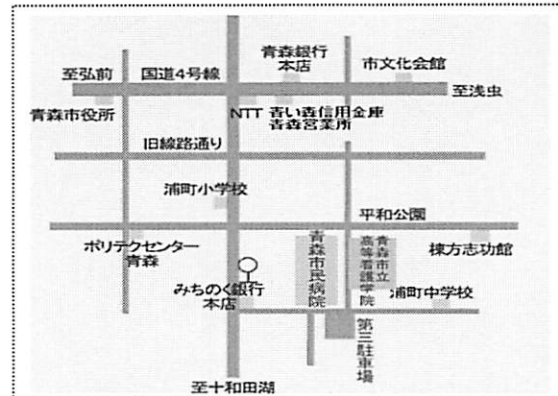 青森銀行
本店
市文化会館
至弘前
国道4号線
至浅虫
青森市役所
NTT
青い森信用金庫
青森営業所
旧線路通り
浦町小学校
平和公園
ポリテクセンター
青森
青森市民病院
青森市立
高等看護学院
棟方志功館
みちのく銀行
本店
浦町中学校
第三駐車場
至十和田湖